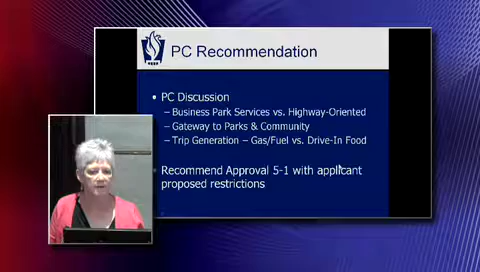 PC Recommendation
• PC Discussion
– Business Park Services vs. Highway-Oriented
– Gateway to Parks & Community
– Trip Generation – Gas/Fuel vs. Drive-In Food
• Recommend Approval 5-1 with applicant
proposed restrictions